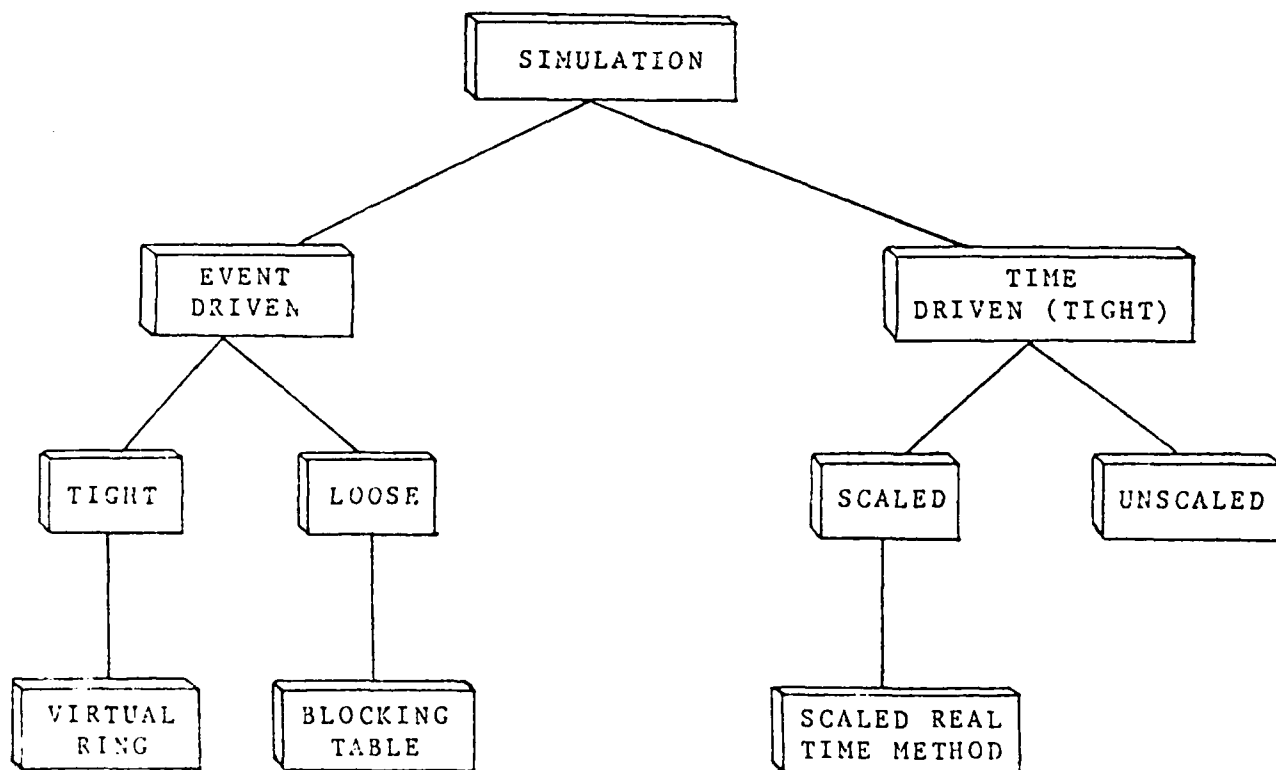 SIMULATION
EVENT
DRIVEN
TIME
DRIVEN (TIGHT)
TIGHT
LOOSE
SCALED
UNSCALED
VIRTUAL
RING
BLOCKING
TABLE
SCALED REAL
TIME METHOD